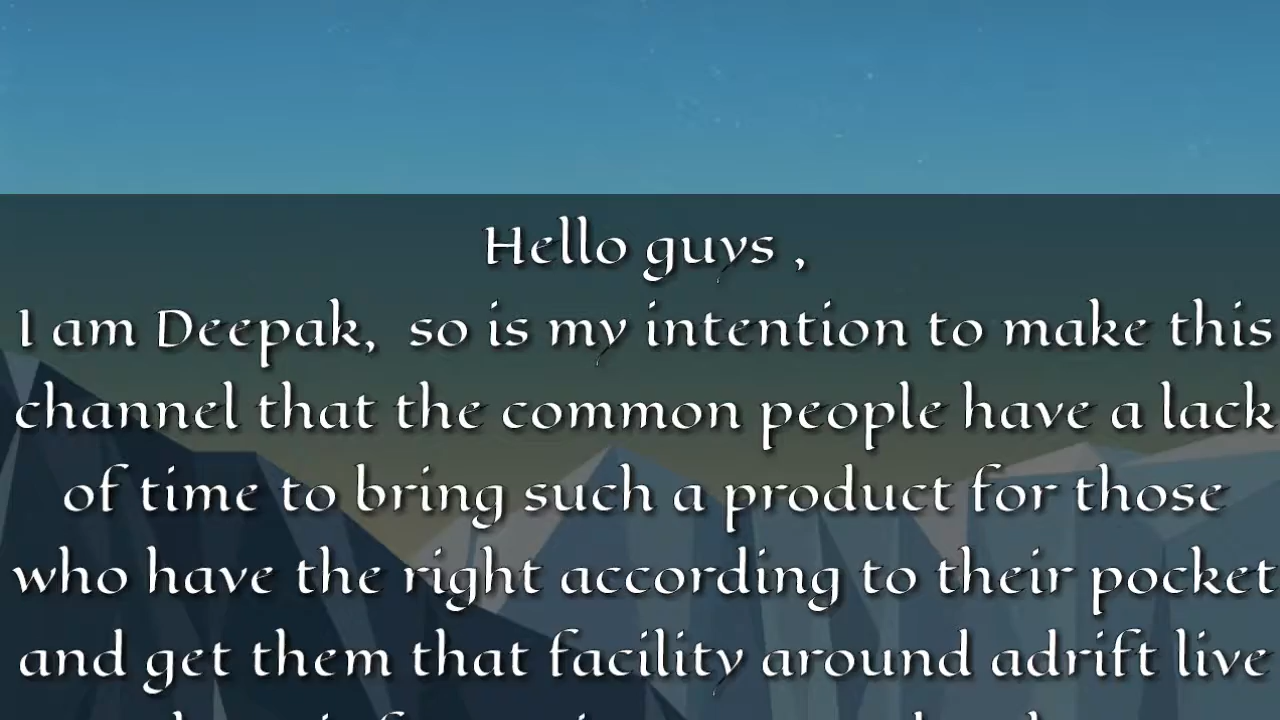 Hello guys ,
I am Deepak, so is my intention to make this
channel that the common people have a lack
of time to bring such a product for those
who have the right according to their pocket
and get them that facility around adrift live